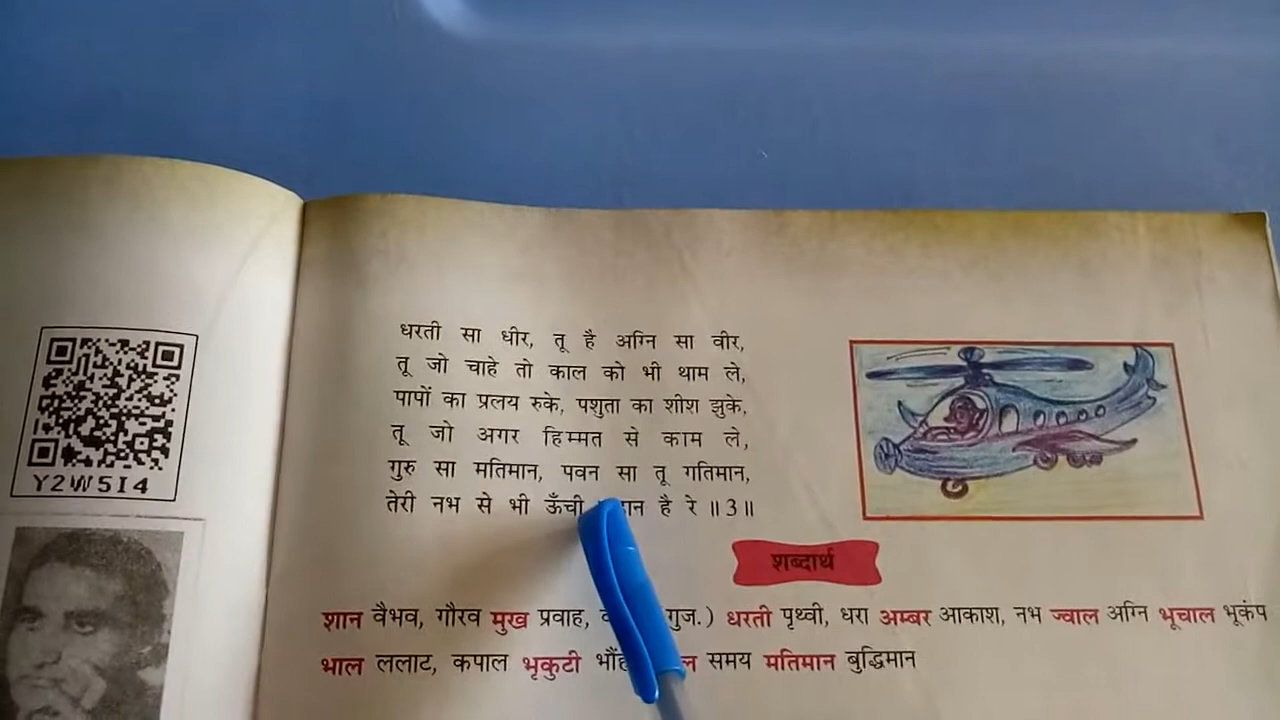 Y2W5I4
धरती सा धीर, तू है अग्नि सा वीर,
तू जो चाहे तो काल को भी थाम ले,
पापों का प्रलय रुके, पशुता का शीश झुके,
तू जो अगर हिम्मत से काम ले,
गुरु सा मतिमान, पवन सा तू गतिमान,
तेरी नभ से भी ऊँची है रे ॥3॥
शब्दार्थ
शान वैभव, गौरव मुख प्रवाह, गुज.) धरती पृथ्वी, धरा अम्बर आकाश, नभ ज्वाल अग्नि भूचाल भूकंप
भाल ललाट, कपाल भृकुटी समय मतिमान बुद्धिमान